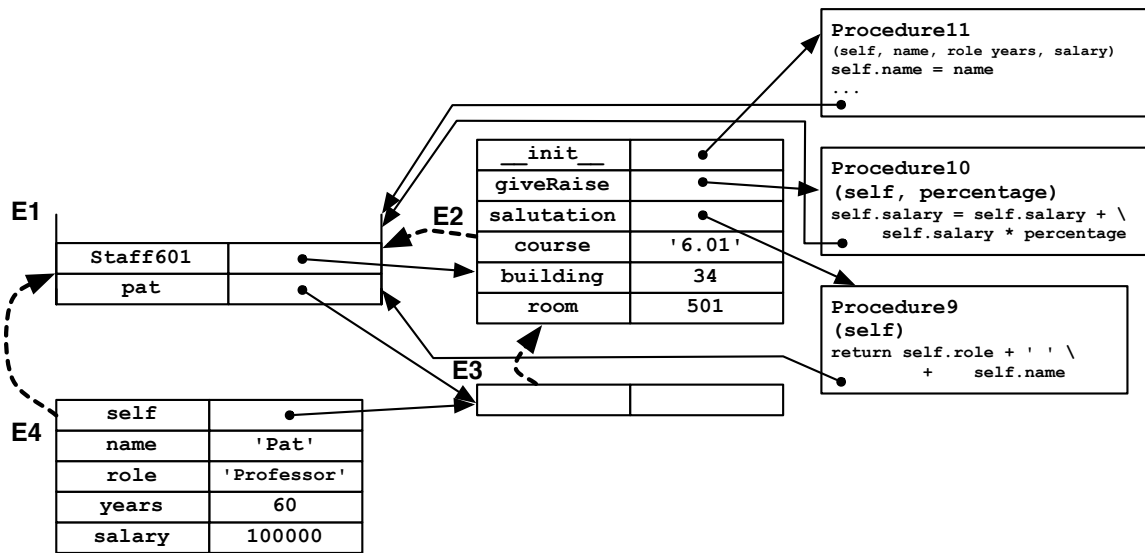 Procedure11
(self, name, role years, salary)
self.name = name
...
__init__
giveRaise
salutation
course '6.01'
building 34
room 501
Procedure10
(self, percentage)
self.salary = self.salary + \
self.salary * percentage
E1
E2
Staff601
pat
Procedure9
(self)
return self.role + ' ' \
+ self.name
E3
E4
self
name 'Pat'
role 'Professor'
years 60
salary 100000